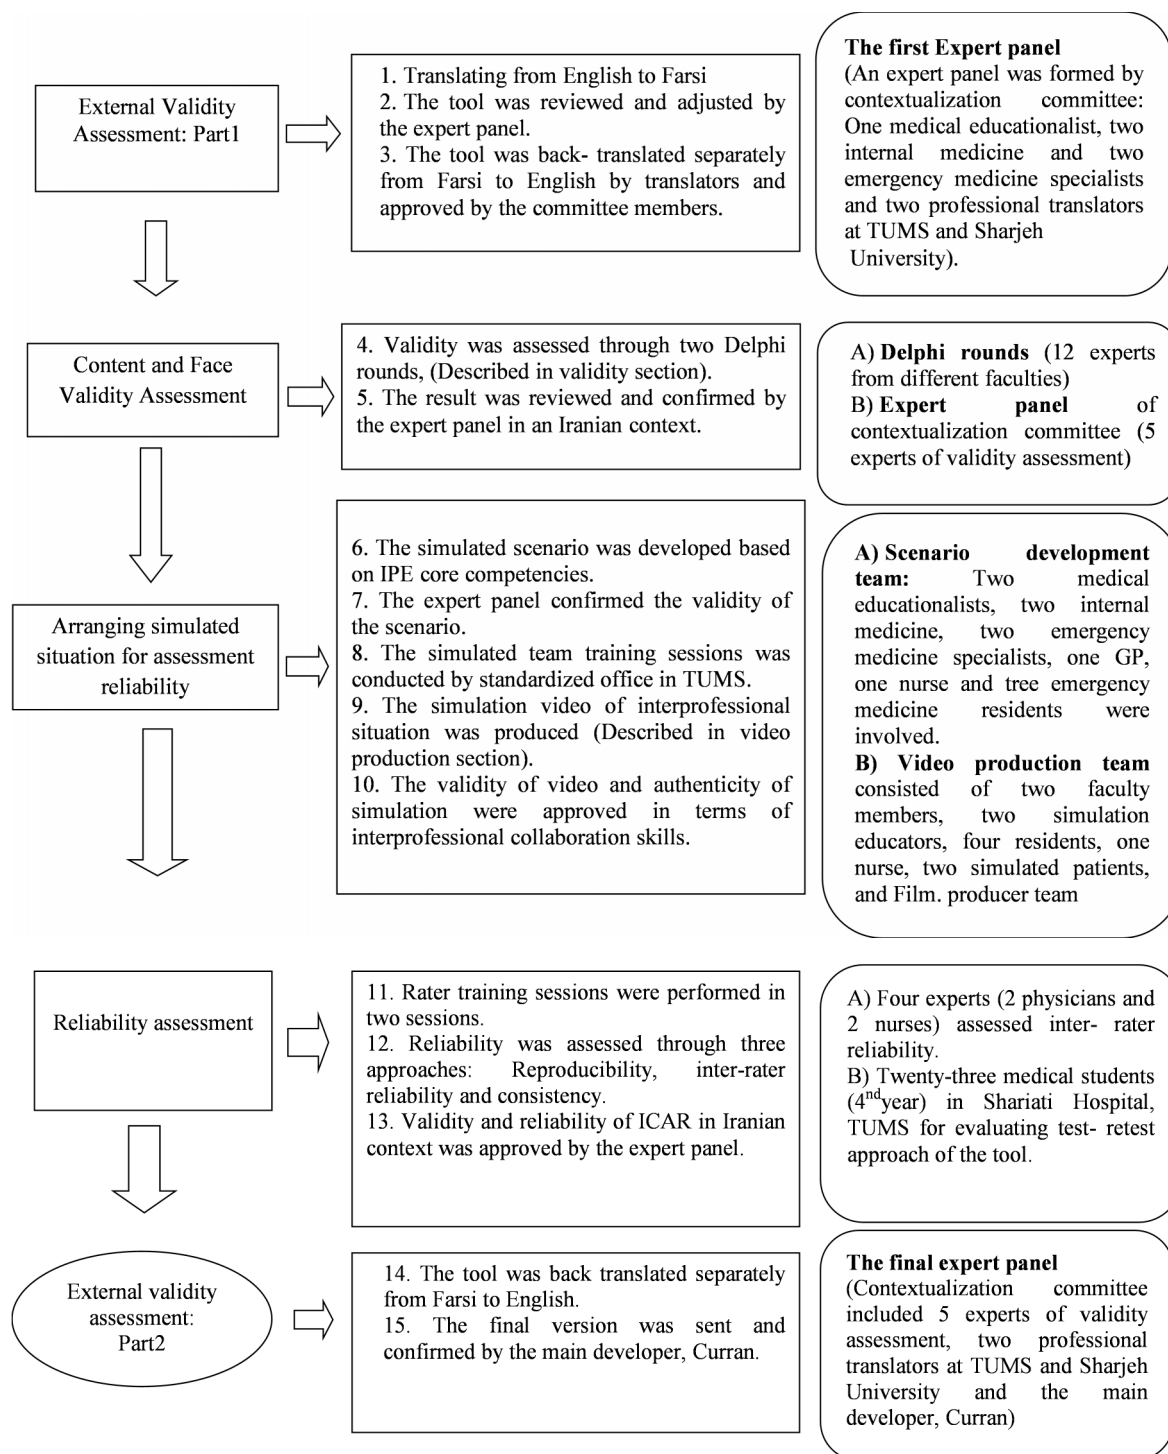 External Validity
Assessment: Part1
1. Translating from English to Farsi
2. The tool was reviewed and adjusted by
the expert panel.
3. The tool was back- translated separately
from Farsi to English by translators and
approved by the committee members.
The first Expert panel
(An expert panel was formed by
contextualization committee:
One medical educationalist, two
internal medicine and two
emergency medicine specialists
and two professional translators
at TUMS and Sharjeh
University).
Content and Face
Validity Assessment
4. Validity was assessed through two Delphi
rounds, (Described in validity section).
5. The result was reviewed and confirmed by
the expert panel in an Iranian context.
A) Delphi rounds (12 experts
from different faculties)
B) Expert panel of
contextualization committee (5
experts of validity assessment)
Arranging simulated
situation for assessment
reliability
6. The simulated scenario was developed based
on IPE core competencies.
7. The expert panel confirmed the validity of
the scenario.
8. The simulated team training sessions was
conducted by standardized office in TUMS.
9. The simulation video of interprofessional
situation was produced (Described in video
production section).
10. The validity of video and authenticity of
simulation were approved in terms of
interprofessional collaboration skills.
A) Scenario development
team: Two medical
educationalists, two internal
medicine, two emergency
medicine specialists, one GP,
one nurse and tree emergency
medicine residents were
involved.
B) Video production team
consisted of two faculty
members, two simulation
educators, four residents, one
nurse, two simulated patients,
and Film. producer team
Reliability assessment
11. Rater training sessions were performed in
two sessions.
12. Reliability was assessed through three
approaches: Reproducibility, inter-rater
reliability and consistency.
13. Validity and reliability of ICAR in Iranian
context was approved by the expert panel.
A) Four experts (2 physicians and
2 nurses) assessed inter- rater
reliability.
B) Twenty-three medical students
(4ndyear) in Shariati Hospital,
TUMS for evaluating test- retest
approach of the tool.
External validity
assessment:
Part2
14. The tool was back translated separately
from Farsi to English.
15. The final version was sent and
confirmed by the main developer, Curran.
The final expert panel
(Contextualization committee
included 5 experts of validity
assessment, two professional
translators at TUMS and Sharjeh
University and the main
developer, Curran)